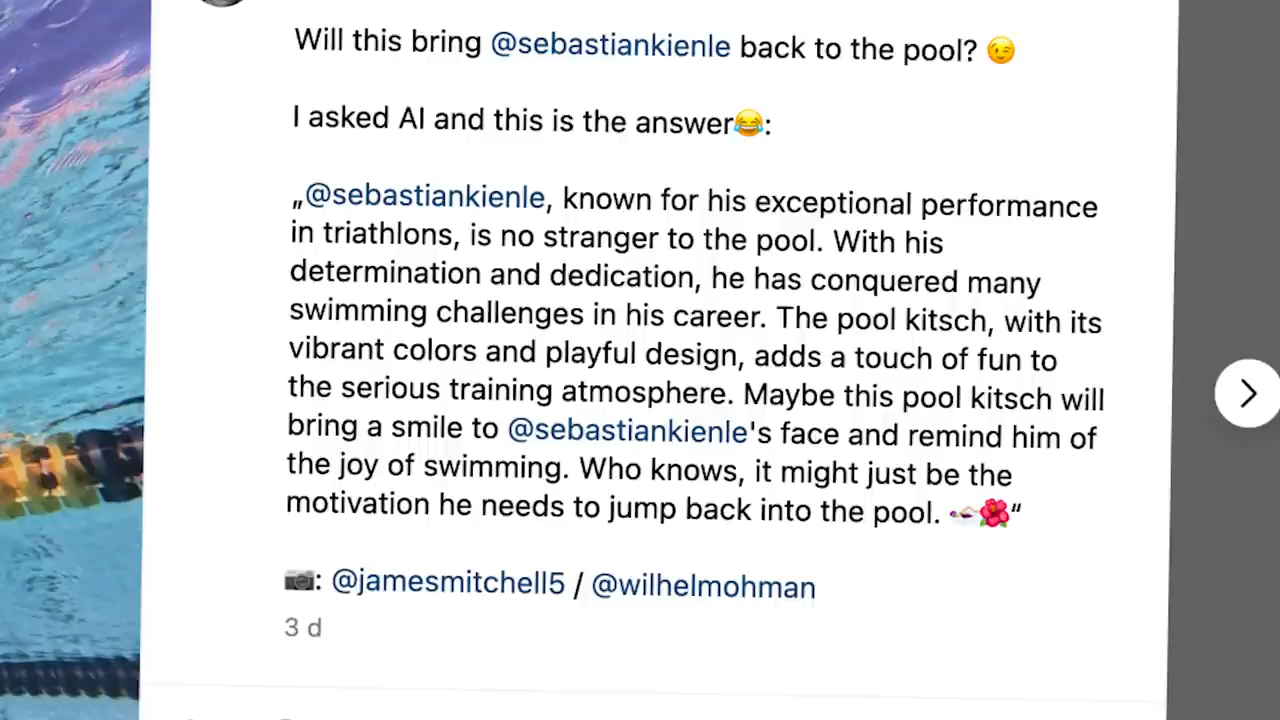 Will this bring @sebastiankienle back to the pool? 😉
I asked AI and this is the answer😂:
„@sebastiankienle, known for his exceptional performance
in triathlons, is no stranger to the pool. With his
determination and dedication, he has conquered many
swimming challenges in his career. The pool kitsch, with its
vibrant colors and playful design, adds a touch of fun to
the serious training atmosphere. Maybe this pool kitsch will
bring a smile to @sebastiankienle's face and remind him of
the joy of swimming. Who knows, it might just be the
motivation he needs to jump back into the pool. 🏊🌺“
📷: @jamesmitchell5 / @wilhelmohman
3 d